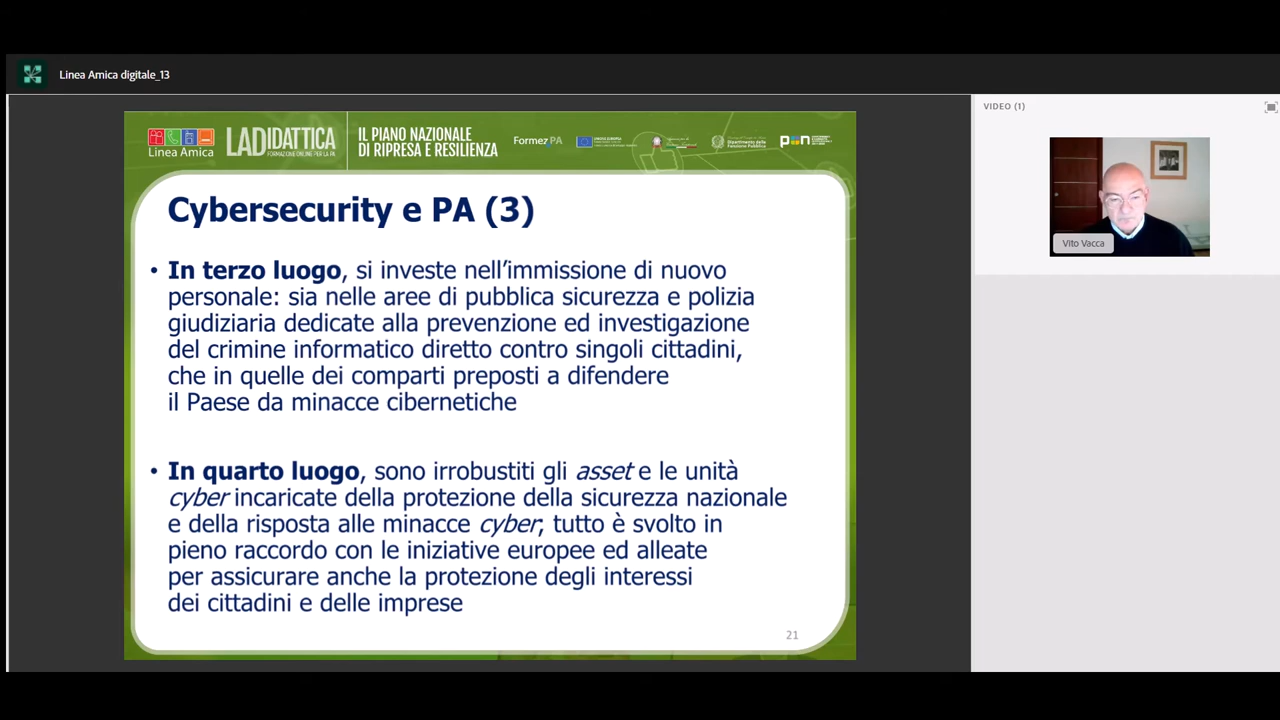 Linea Amica digitale_13
VIDEO (1)
Linea Amica
LADIDATTICA
FORMAZIONE ONLINE PER LA PA
IL PIANO NAZIONALE
DI RIPRESA E RESILIENZA
FormezPA
UNIONE EUROPEA
Dipartimento della
Funzione Pubblica
Cybersecurity e PA (3)
• In terzo luogo, si investe nell’immissione di nuovo
personale: sia nelle aree di pubblica sicurezza e polizia
giudiziaria dedicate alla prevenzione ed investigazione
del crimine informatico diretto contro singoli cittadini,
che in quelle dei comparti preposti a difendere
il Paese da minacce cibernetiche
• In quarto luogo, sono irrobustiti gli asset e le unità
cyber incaricate della protezione della sicurezza nazionale
e della risposta alle minacce cyber; tutto è svolto in
pieno raccordo con le iniziative europee ed alleate
per assicurare anche la protezione degli interessi
dei cittadini e delle imprese
21
Vito Vacca